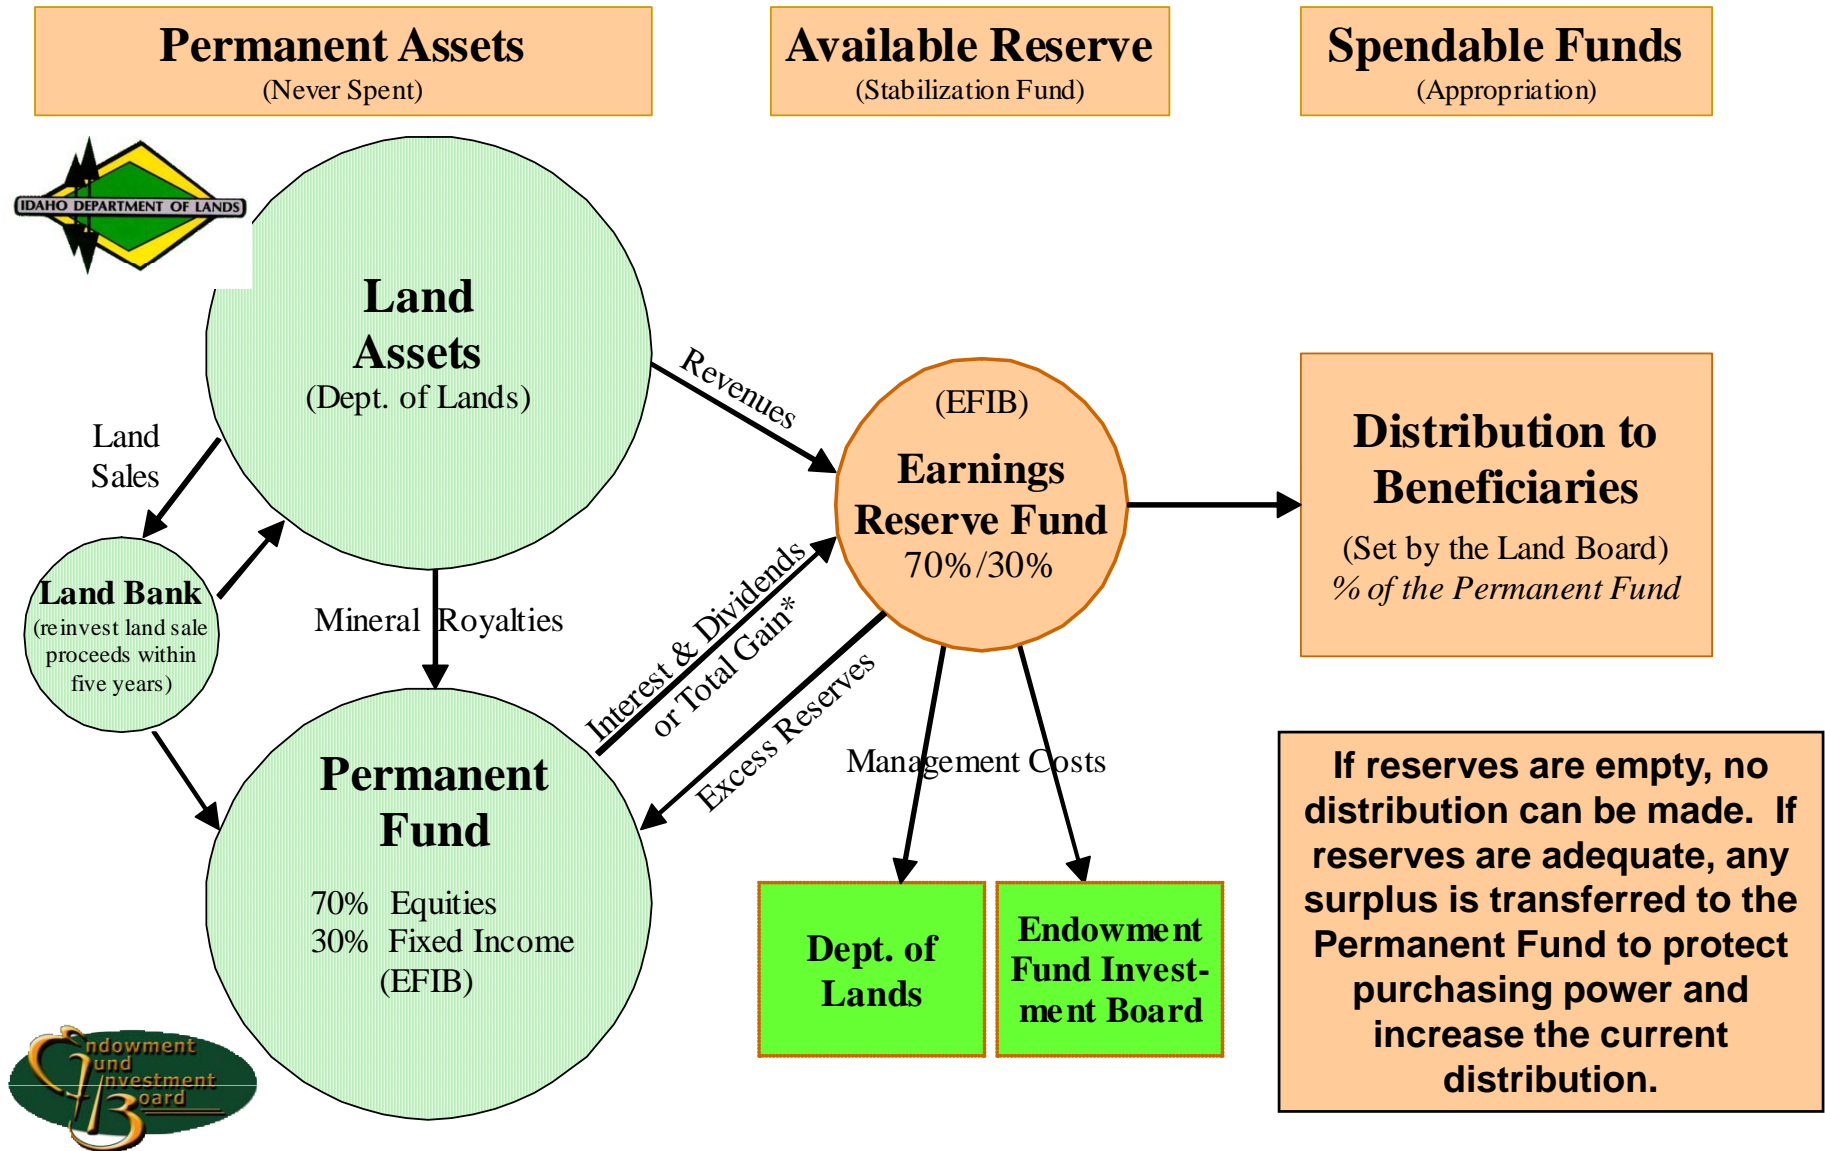 Permanent Assets
(Never Spent)
Available Reserve
(Stabilization Fund)
Spendable Funds
(Appropriation)
IDAHO DEPARTMENT OF LANDS
Land
Assets
(Dept. of Lands)
Revenues
Land
Sales
Land Bank
(reinvest land sale
proceeds within
five years)
Mineral Royalties
Interest & Dividends
or Total Gain*
Excess Reserves
(EFIB)
Earnings
Reserve Fund
70%/30%
Distribution to
Beneficiaries
(Set by the Land Board)
% of the Permanent Fund
Permanent
Fund
70% Equities
30% Fixed Income
(EFIB)
Management Costs
Dept. of
Lands
Endowment
Fund Invest-
ment Board
If reserves are empty, no
distribution can be made. If
reserves are adequate, any
surplus is transferred to the
Permanent Fund to protect
purchasing power and
increase the current
distribution.
Endowment
Fund
Investment
Board